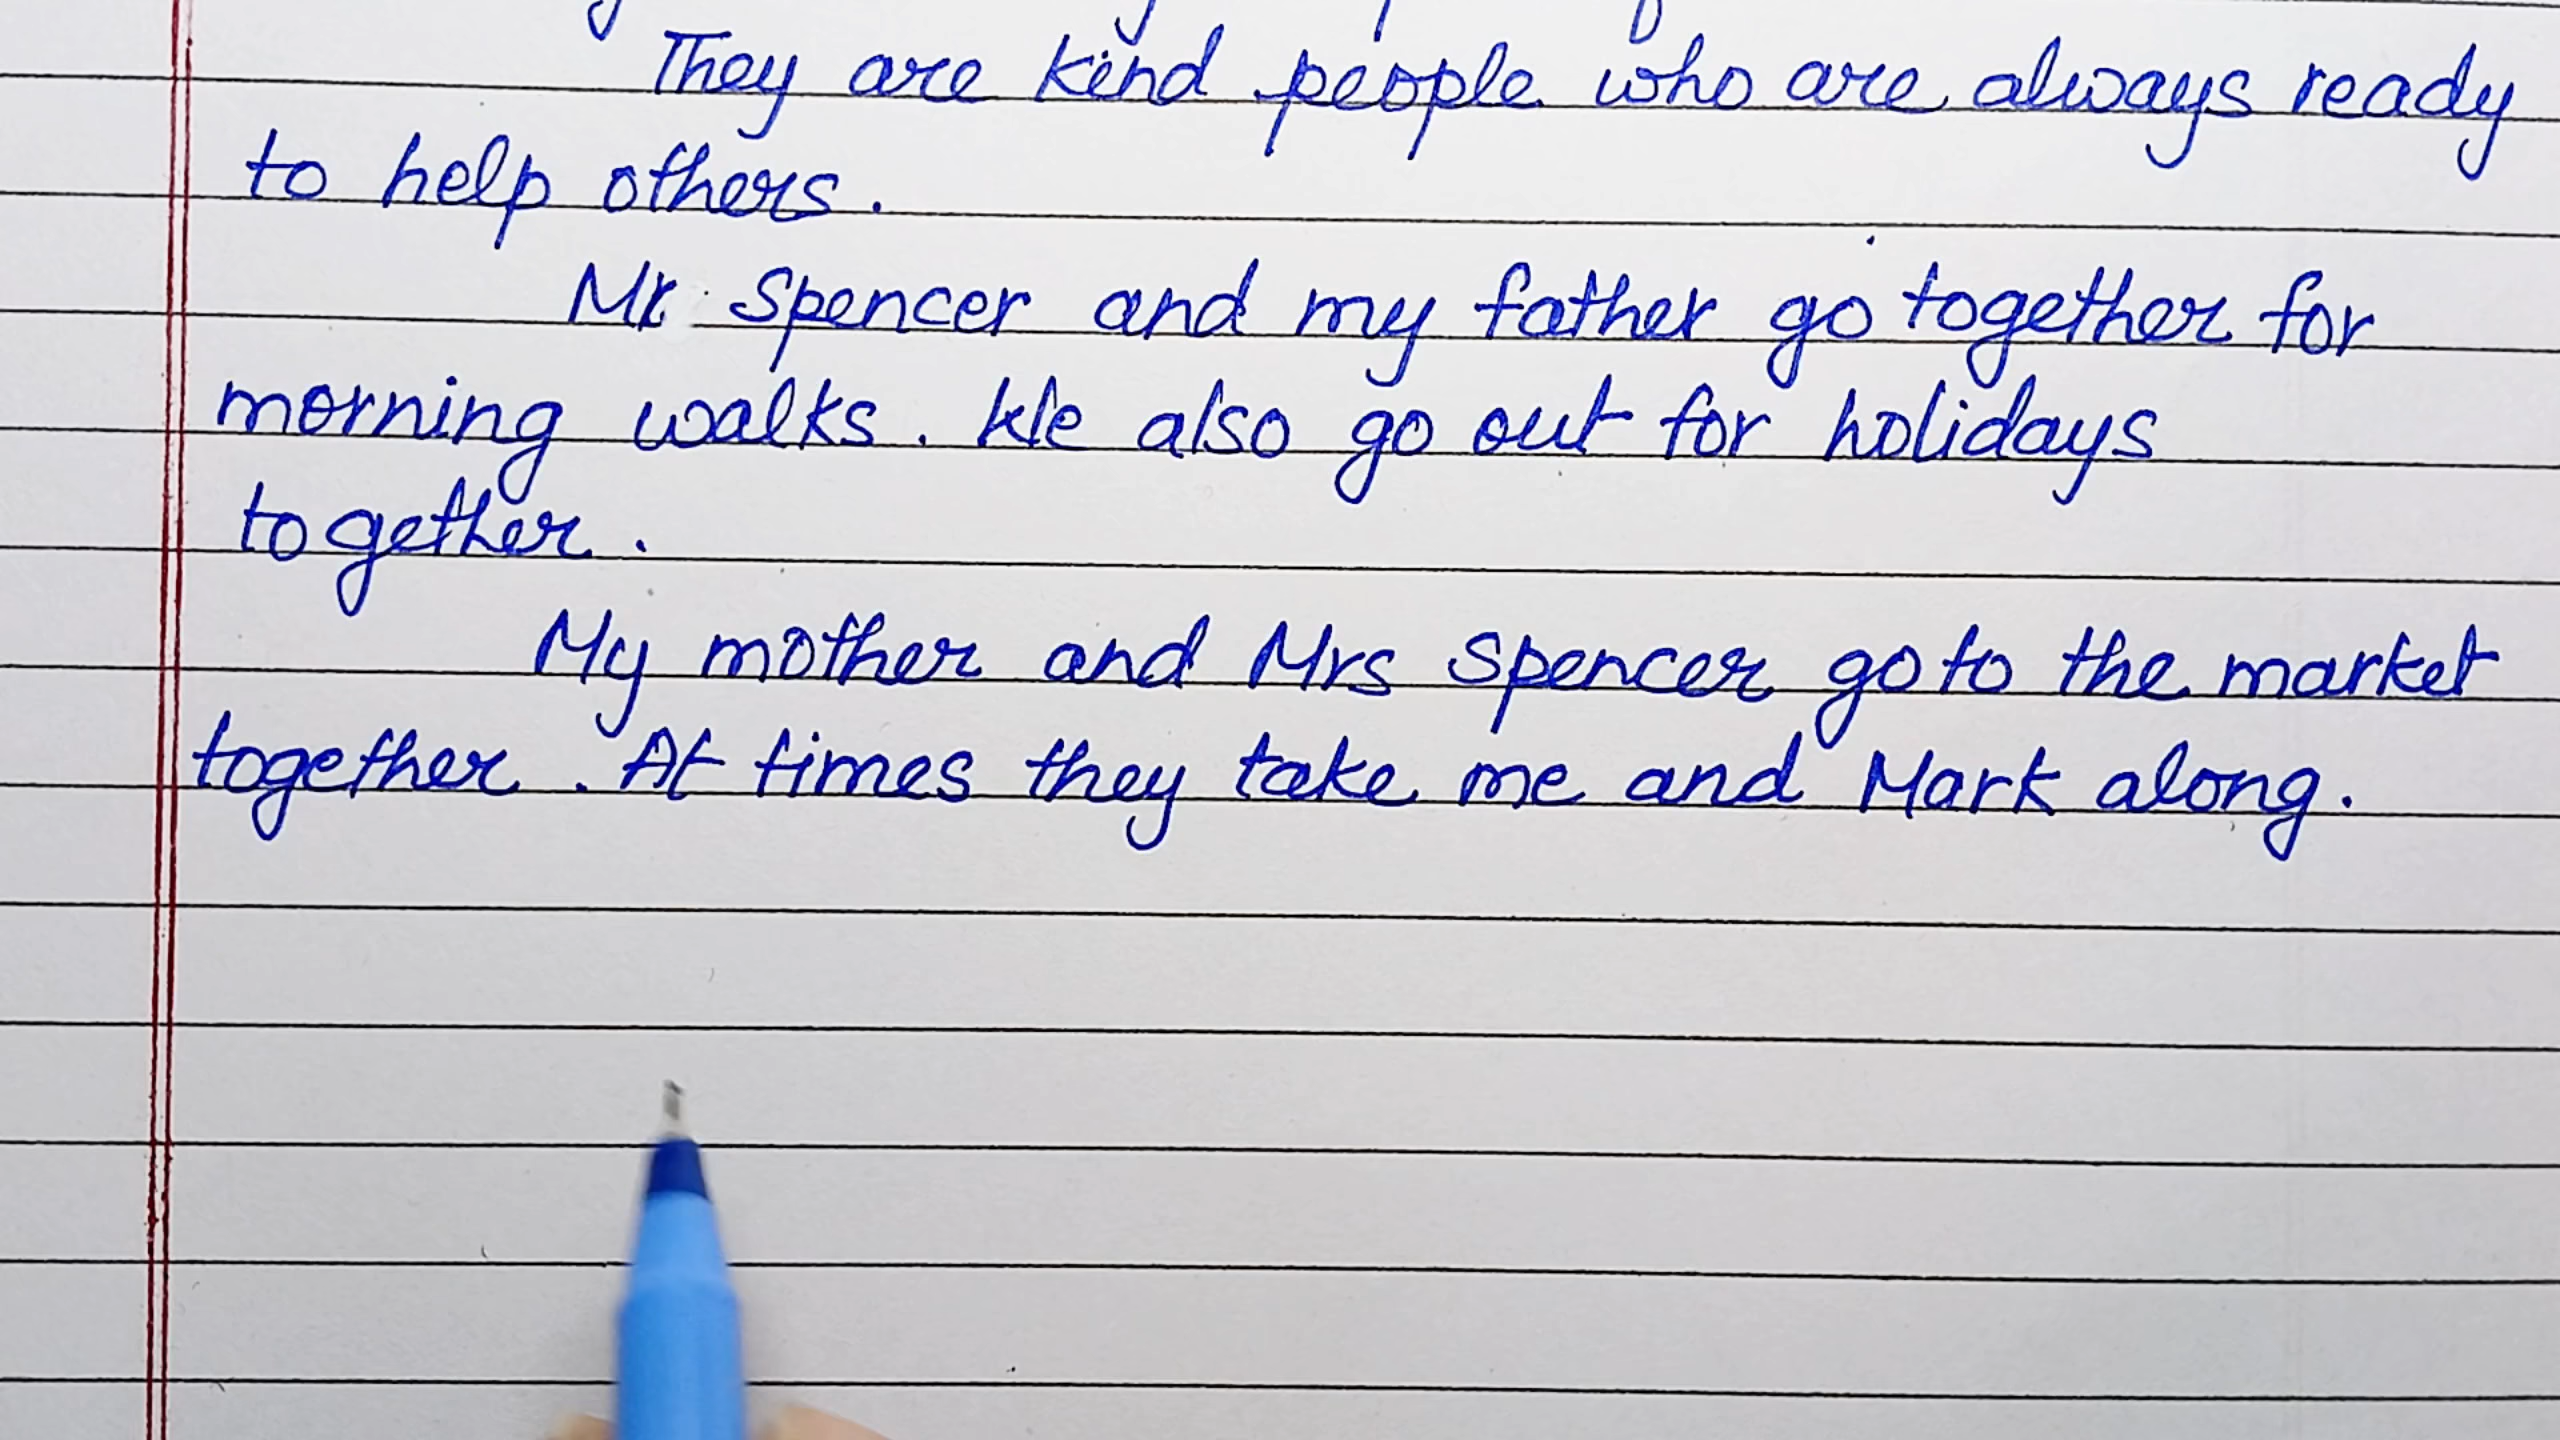 They are kind people who are always ready
to help others.
Mr. Spencer and my father go together for
morning walks. We also go out for holidays
together.
My mother and Mrs Spencer go to the market
together. At times they take me and Mark along.